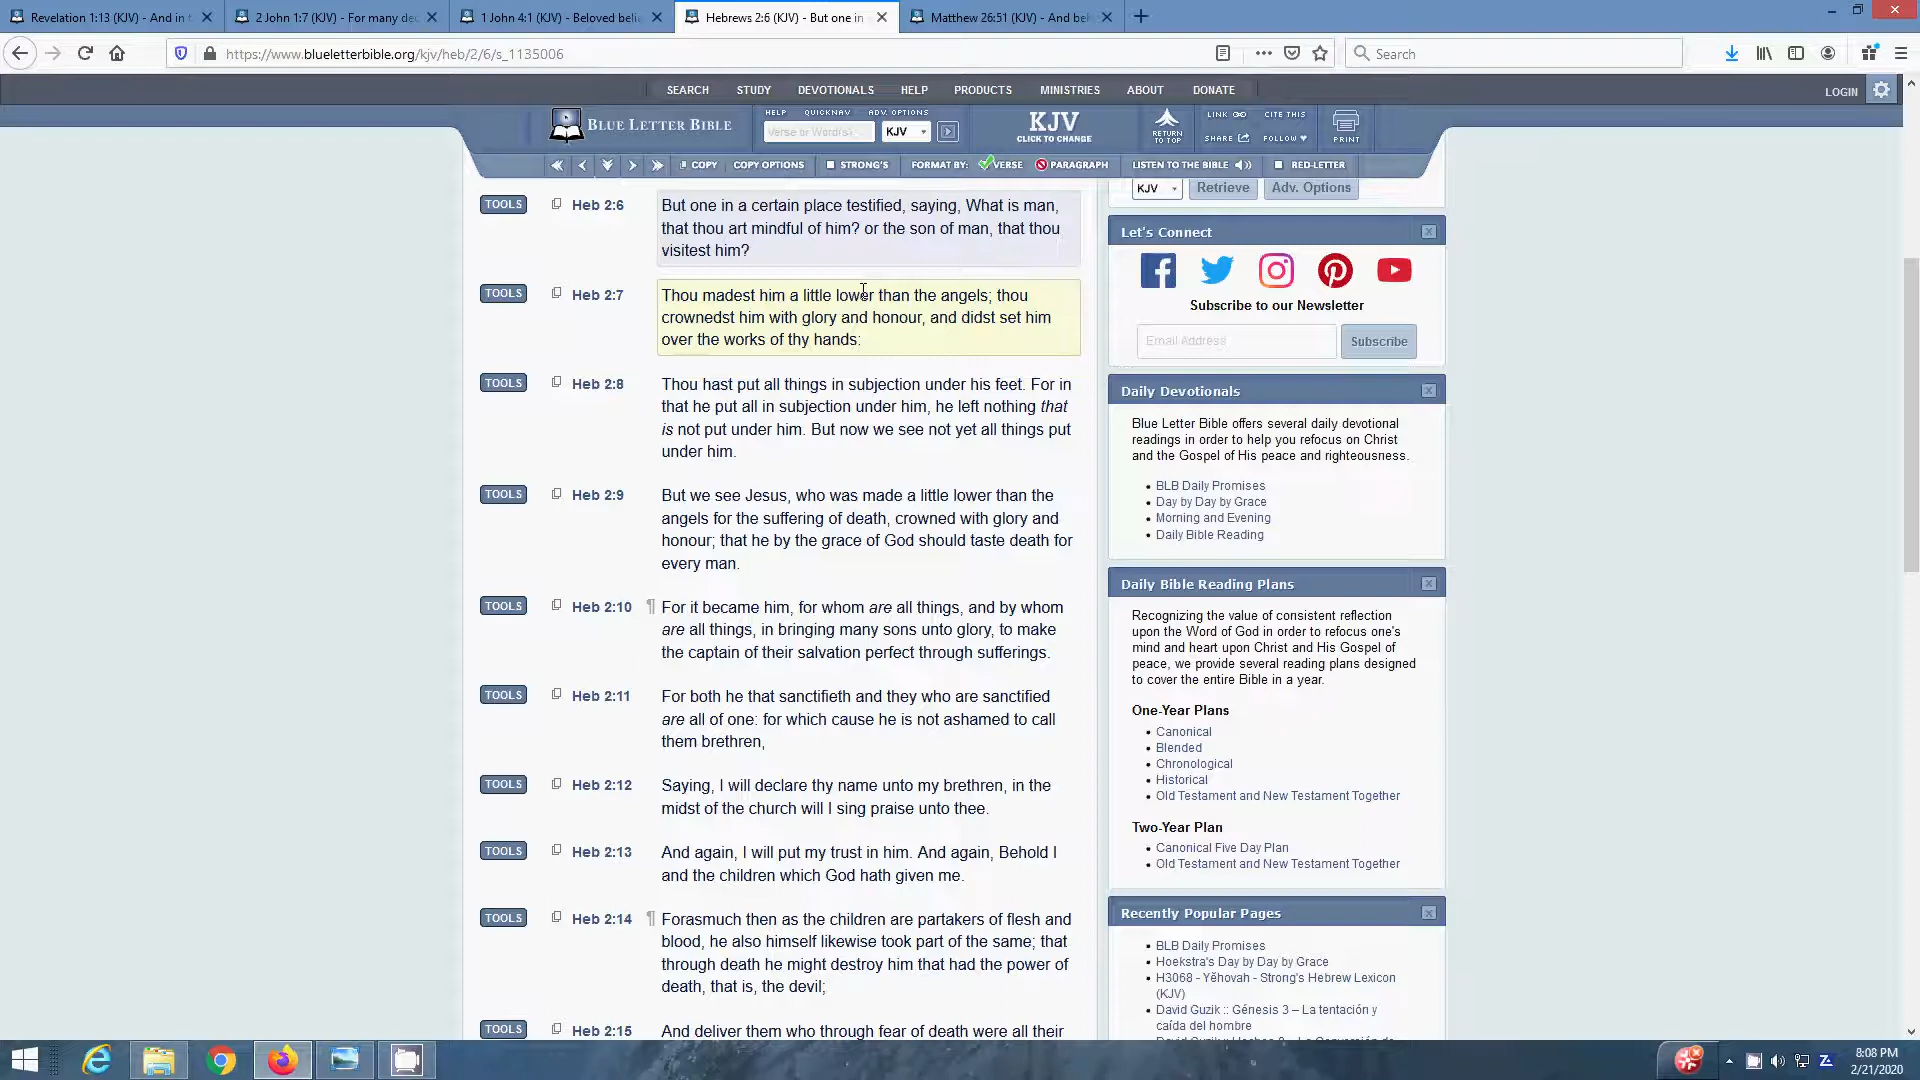 Revelation 1:13 (KJV) - And in t
2 John 1:7 (KJV) - For many dec
1 John 4:1 (KJV) - Beloved belie
Hebrews 2:6 (KJV) - But one in
Matthew 26:51 (KJV) - And beh
https://www.blueletterbible.org/kjv/heb/2/6/s_1135006
Search
SEARCH STUDY DEVOTIONALS HELP PRODUCTS MINISTRIES ABOUT DONATE
LOGIN
BLUE LETTER BIBLE
HELP QUICKNAV ADV. OPTIONS
Verse or Word(s)
KJV
KJV
CLICK TO CHANGE
RETURN
TO TOP
LINK CITE THIS
SHARE FOLLOW
PRINT
COPY COPY OPTIONS STRONG'S FORMAT BY: VERSE PARAGRAPH LISTEN TO THE BIBLE RED-LETTER
TOOLS Heb 2:6 But one in a certain place testified, saying, What is man,
that thou art mindful of him? or the son of man, that thou
visitest him?
TOOLS Heb 2:7 Thou madest him a little lower than the angels; thou
crownedst him with glory and honour, and didst set him
over the works of thy hands:
TOOLS Heb 2:8 Thou hast put all things in subjection under his feet. For in
that he put all in subjection under him, he left nothing that
is not put under him. But now we see not yet all things put
under him.
TOOLS Heb 2:9 But we see Jesus, who was made a little lower than the
angels for the suffering of death, crowned with glory and
honour; that he by the grace of God should taste death for
every man.
TOOLS Heb 2:10 ¶ For it became him, for whom are all things, and by whom
are all things, in bringing many sons unto glory, to make
the captain of their salvation perfect through sufferings.
TOOLS Heb 2:11 For both he that sanctifieth and they who are sanctified
are all of one: for which cause he is not ashamed to call
them brethren,
TOOLS Heb 2:12 Saying, I will declare thy name unto my brethren, in the
midst of the church will I sing praise unto thee.
TOOLS Heb 2:13 And again, I will put my trust in him. And again, Behold I
and the children which God hath given me.
TOOLS Heb 2:14 ¶ Forasmuch then as the children are partakers of flesh and
blood, he also himself likewise took part of the same; that
through death he might destroy him that had the power of
death, that is, the devil;
TOOLS Heb 2:15 And deliver them who through fear of death were all their
KJV Retrieve Adv. Options
Let's Connect
Subscribe to our Newsletter
Email Address Subscribe
Daily Devotionals
Blue Letter Bible offers several daily devotional
readings in order to help you refocus on Christ
and the Gospel of His peace and righteousness.
BLB Daily Promises
Day by Day by Grace
Morning and Evening
Daily Bible Reading
Daily Bible Reading Plans
Recognizing the value of consistent reflection
upon the Word of God in order to refocus one's
mind and heart upon Christ and His Gospel of
peace, we provide several reading plans designed
to cover the entire Bible in a year.
One-Year Plans
Canonical
Blended
Chronological
Historical
Old Testament and New Testament Together
Two-Year Plan
Canonical Five Day Plan
Old Testament and New Testament Together
Recently Popular Pages
BLB Daily Promises
Hoekstra's Day by Day by Grace
H3068 - Yĕhovah - Strong's Hebrew Lexicon
(KJV)
David Guzik :: Génesis 3 – La tentación y
caída del hombre
8:08 PM
2/21/2020